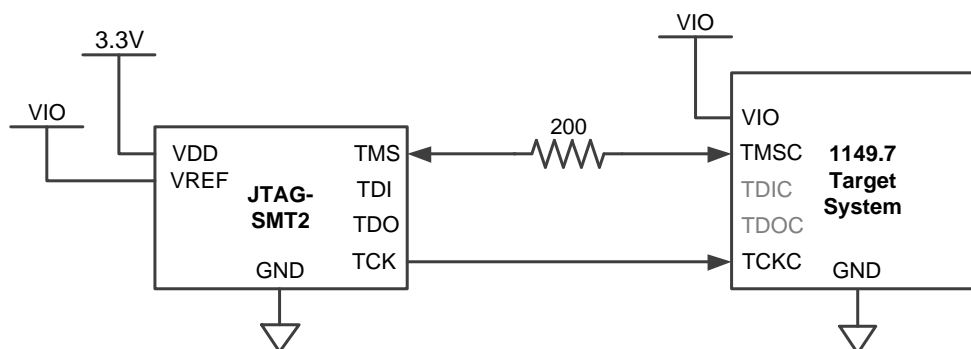 3.3V
VIO
VDD
VREF
JTAG-
SMT2
GND
TMS
TDI
TDO
TCK
200
VIO
VIO
TMSC
TDIC
TDOC
TCKC
1149.7
Target
System
GND